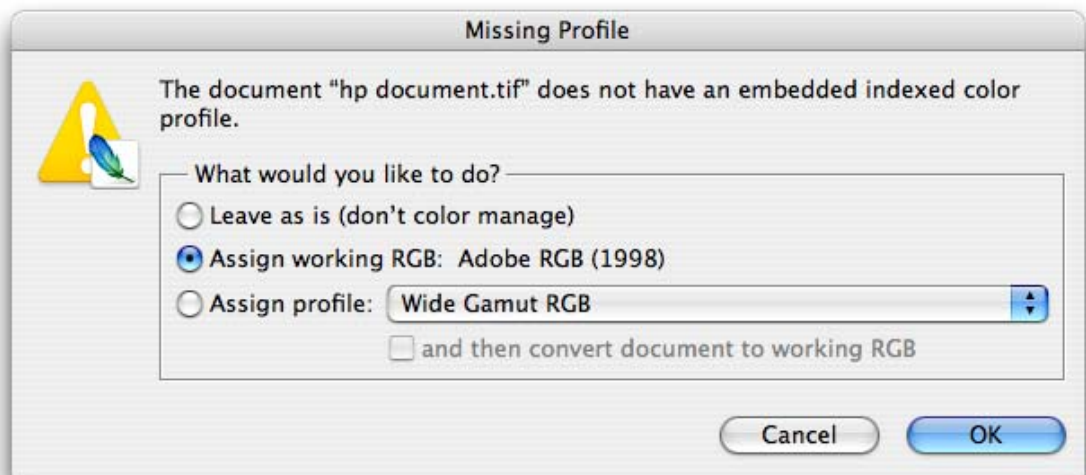 Missing Profile
The document “hp document.tif” does not have an embedded indexed color
profile.
What would you like to do?
Leave as is (don't color manage)
Assign working RGB: Adobe RGB (1998)
Assign profile: Wide Gamut RGB
and then convert document to working RGB
Cancel OK